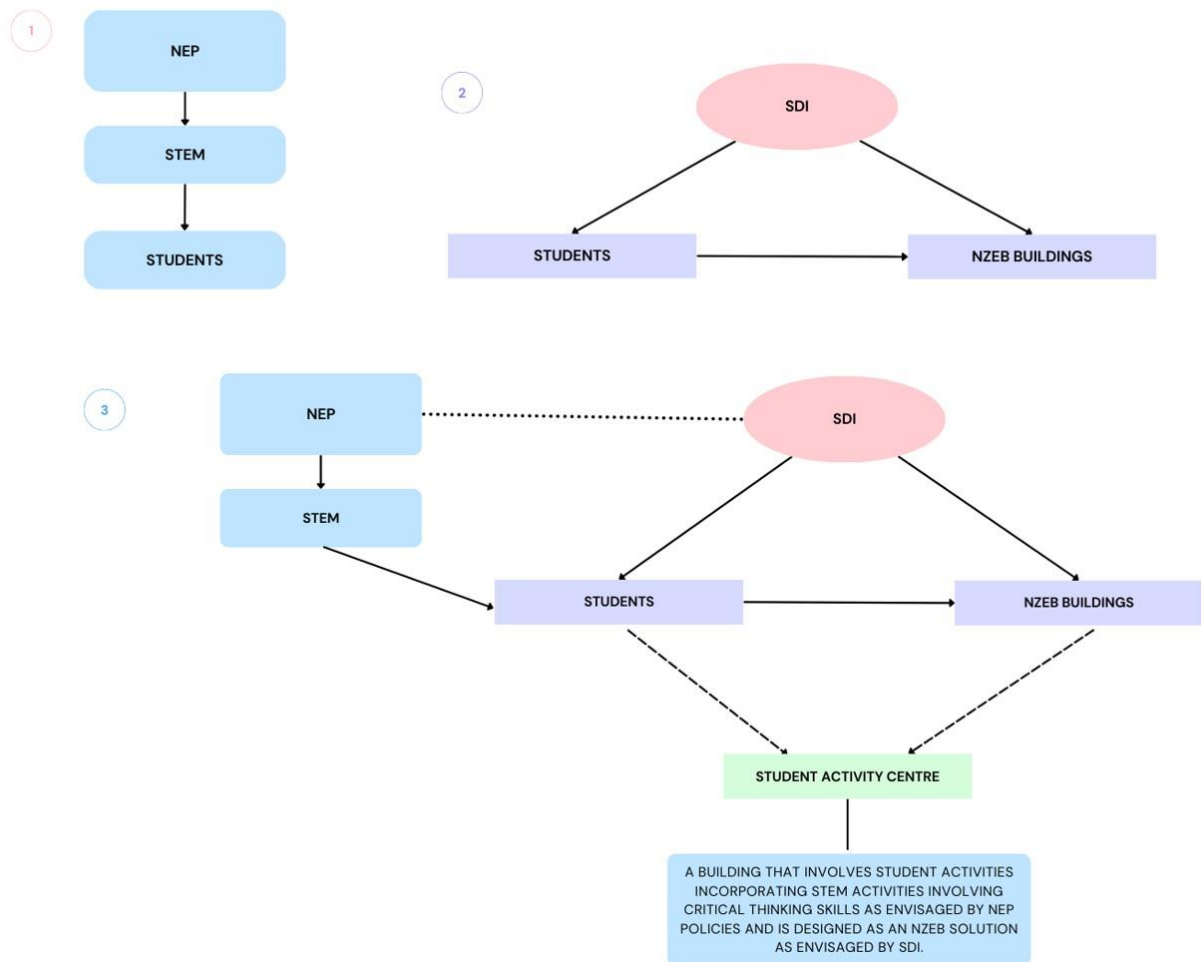 1
NEP
STEM
STUDENTS
2
SDI
STUDENTS
NZEB BUILDINGS
3
NEP
SDI
STEM
STUDENTS
NZEB BUILDINGS
STUDENT ACTIVITY CENTRE
A BUILDING THAT INVOLVES STUDENT ACTIVITIES
INCORPORATING STEM ACTIVITIES INVOLVING
CRITICAL THINKING SKILLS AS ENVISAGED BY NEP
POLICIES AND IS DESIGNED AS AN NZEB SOLUTION
AS ENVISAGED BY SDI.